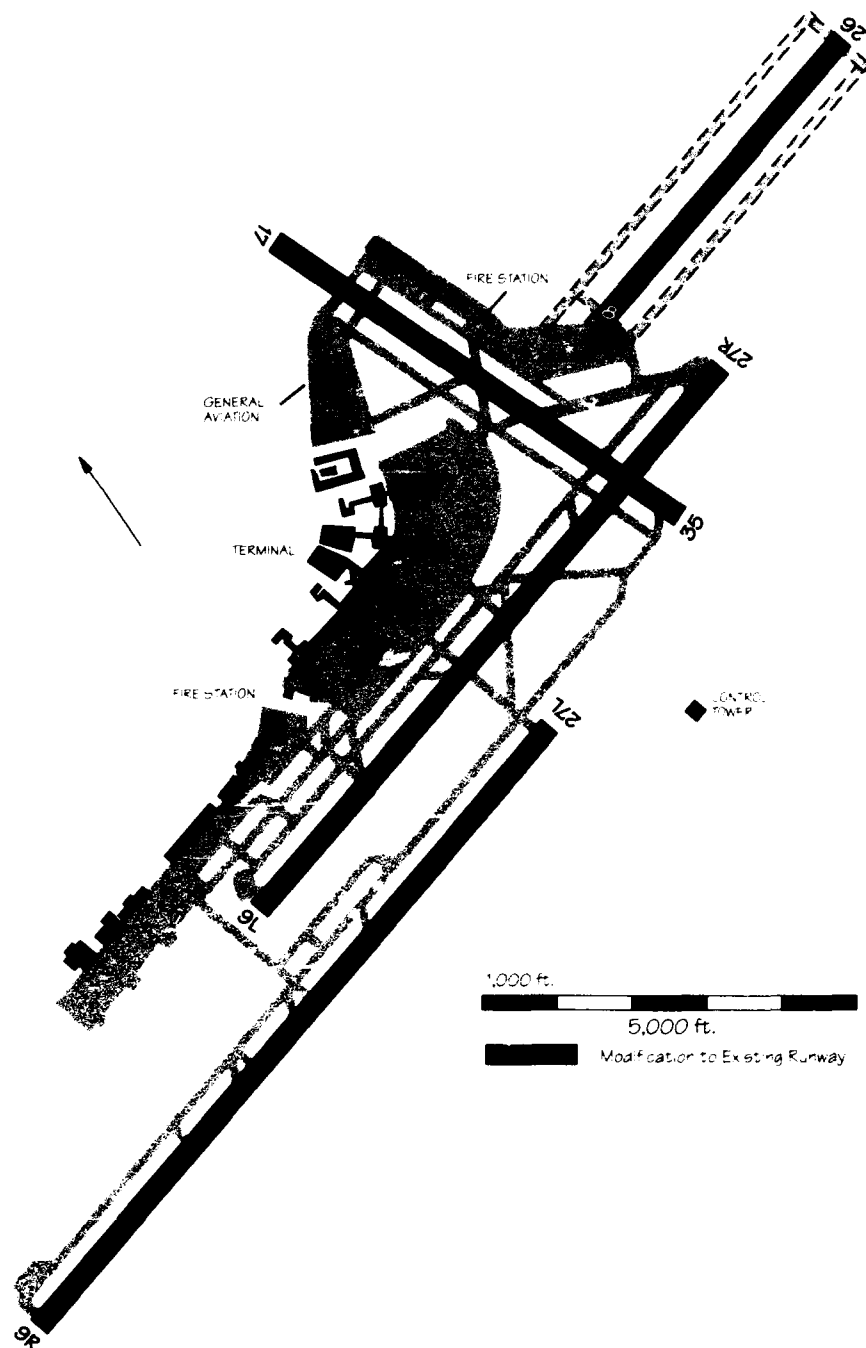 26
17
FIRE STATION
8
27R
GENERAL
AVIATION
35
TERMINAL
FIRE STATION
27L
CONTROL
TOWER
9L
1,000 ft.
5,000 ft.
Modification to Existing Runway
9R